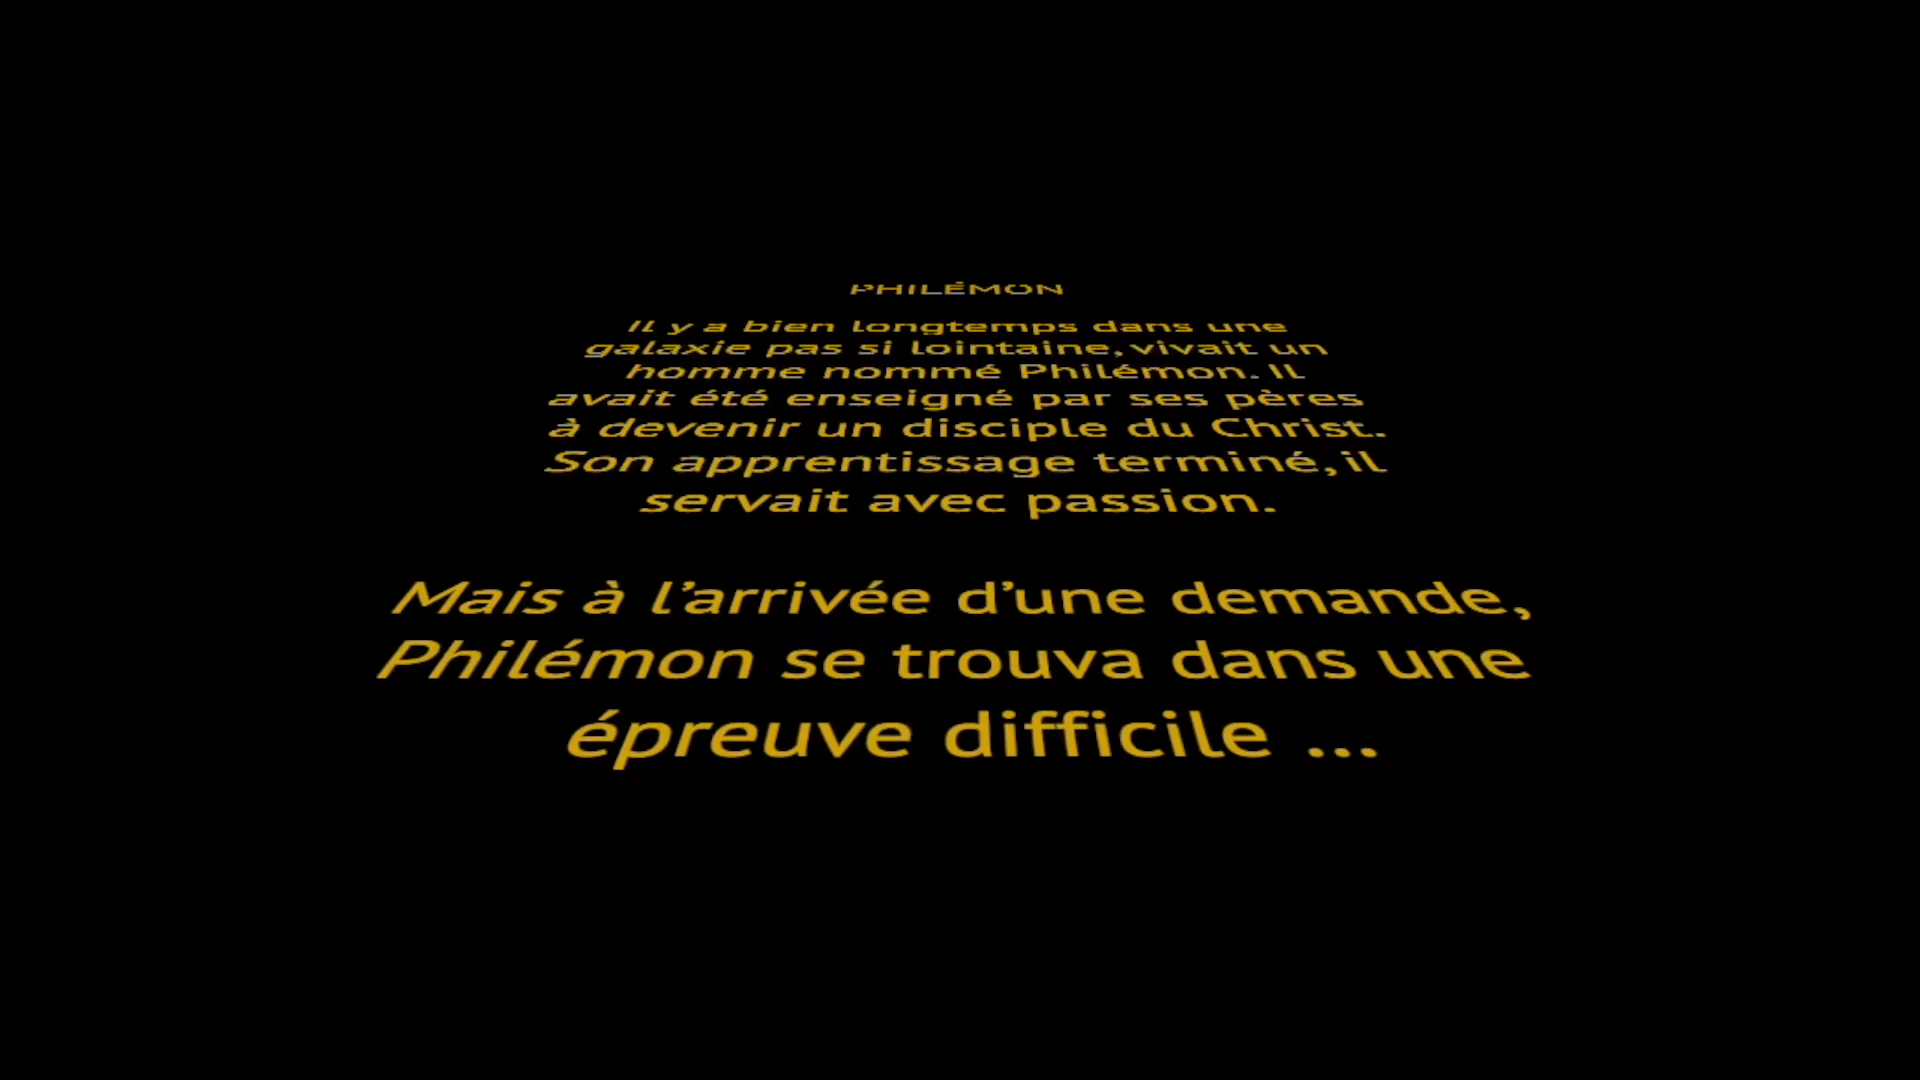 PHILÉMON
Il y a bien longtemps dans une
galaxie pas si lointaine, vivait un
homme nommé Philémon. Il
avait été enseigné par ses pères
à devenir un disciple du Christ.
Son apprentissage terminé, il
servait avec passion.
Mais à l’arrivée d’une demande,
Philémon se trouva dans une
épreuve difficile ...